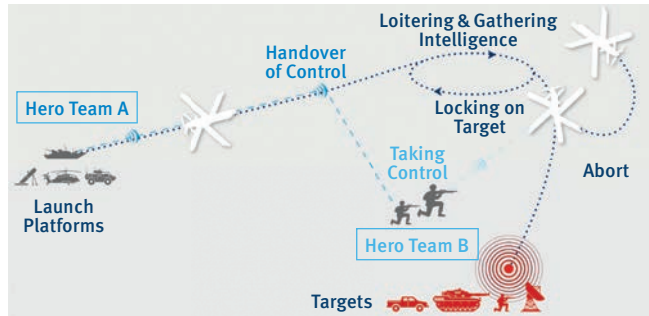 Loitering & Gathering
Intelligence
Handover
of Control
Hero Team A
Locking on
Target
Taking
Control
Abort
Launch
Platforms
Hero Team B
Targets